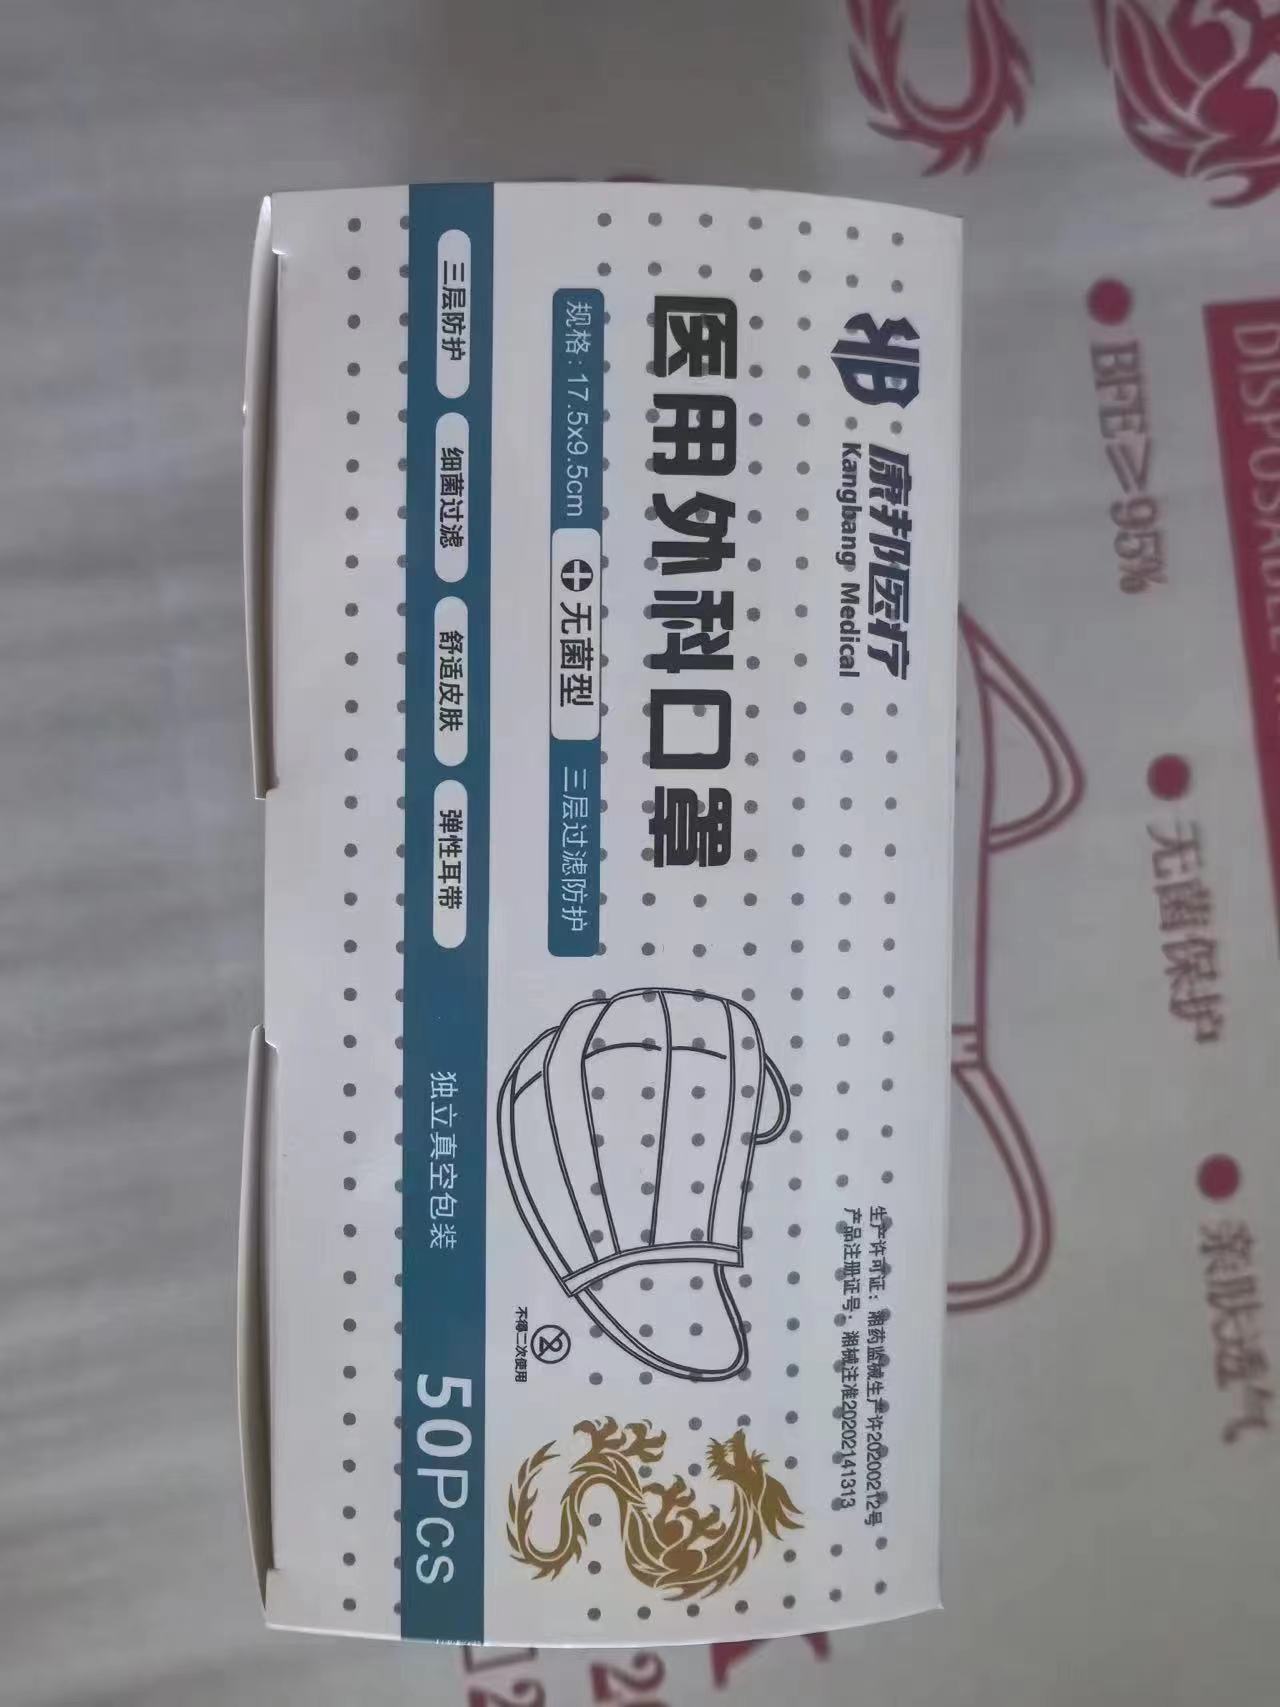 康邦医疗
Kangbang Medical
生产许可证：湘药监械生产许20200212号
产品注册证号：湘械注准20202141313
医用外科口罩
规格：17.5x9.5cm
无菌型
三层过滤防护
不得二次使用
三层防护
细菌过滤
舒适皮肤
弹性耳带
独立真空包装
50Pcs
BFE≥95%
无菌保护
亲肤透气